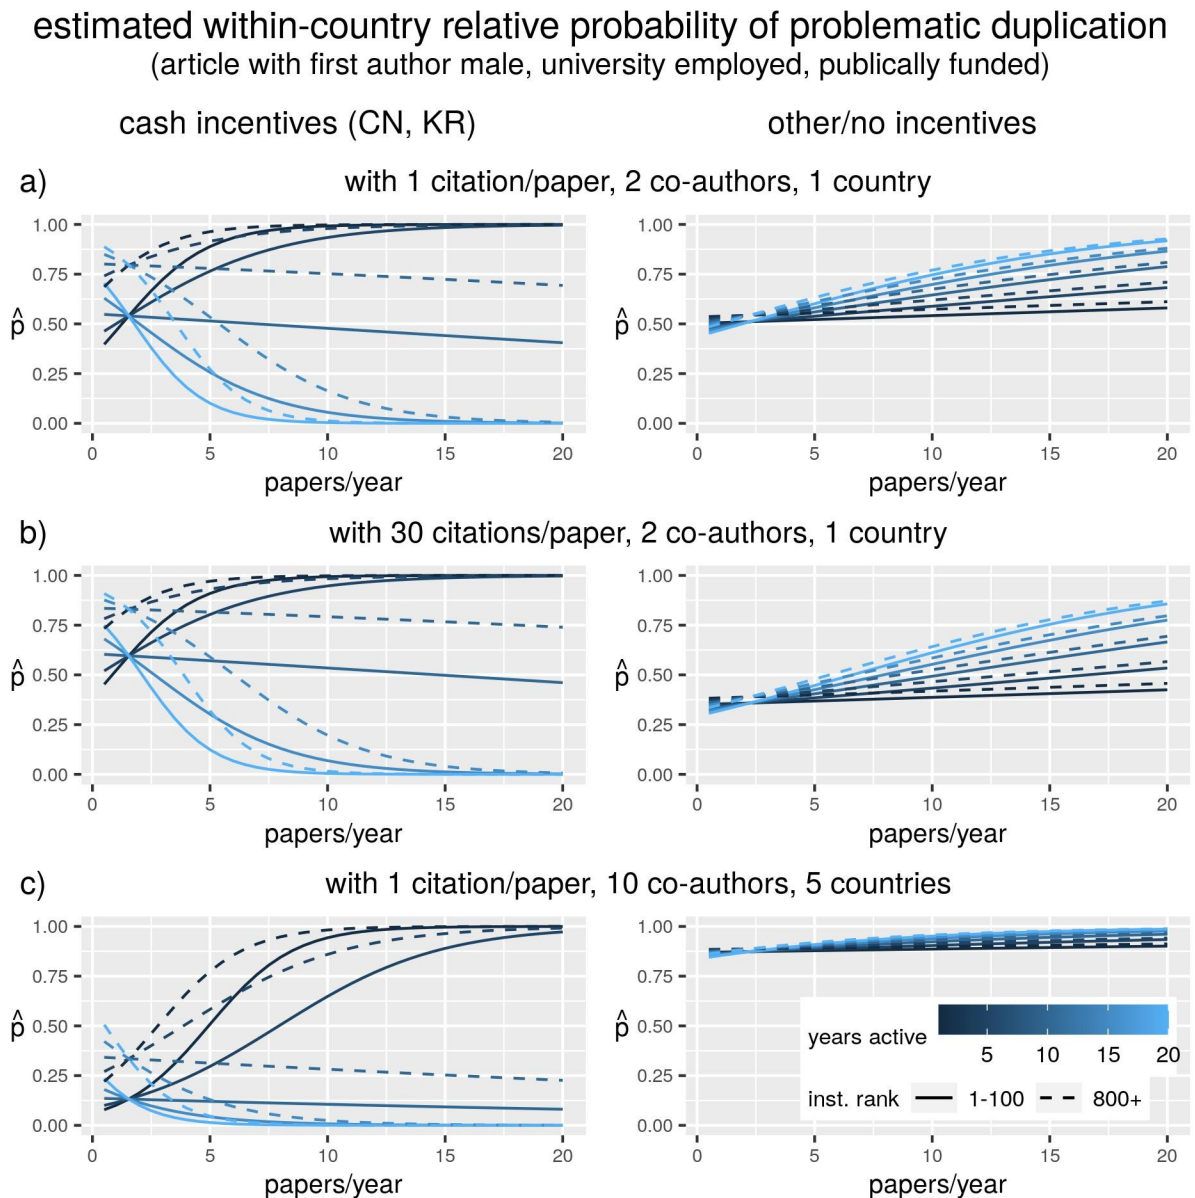 estimated within-country relative probability of problematic duplication
(article with first author male, university employed, publically funded)
cash incentives (CN, KR)
other/no incentives
a)
with 1 citation/paper, 2 co-authors, 1 country
1.00
0.75
0.50
0.25
0.00
p̂
0 5 10 15 20
papers/year
1.00
0.75
0.50
0.25
0.00
p̂
0 5 10 15 20
papers/year
b)
with 30 citations/paper, 2 co-authors, 1 country
1.00
0.75
0.50
0.25
0.00
p̂
0 5 10 15 20
papers/year
1.00
0.75
0.50
0.25
0.00
p̂
0 5 10 15 20
papers/year
c)
with 1 citation/paper, 10 co-authors, 5 countries
1.00
0.75
0.50
0.25
0.00
p̂
0 5 10 15 20
papers/year
1.00
0.75
0.50
0.25
0.00
p̂
years active
5 10 15 20
inst. rank 1-100 800+
0 5 10 15 20
papers/year